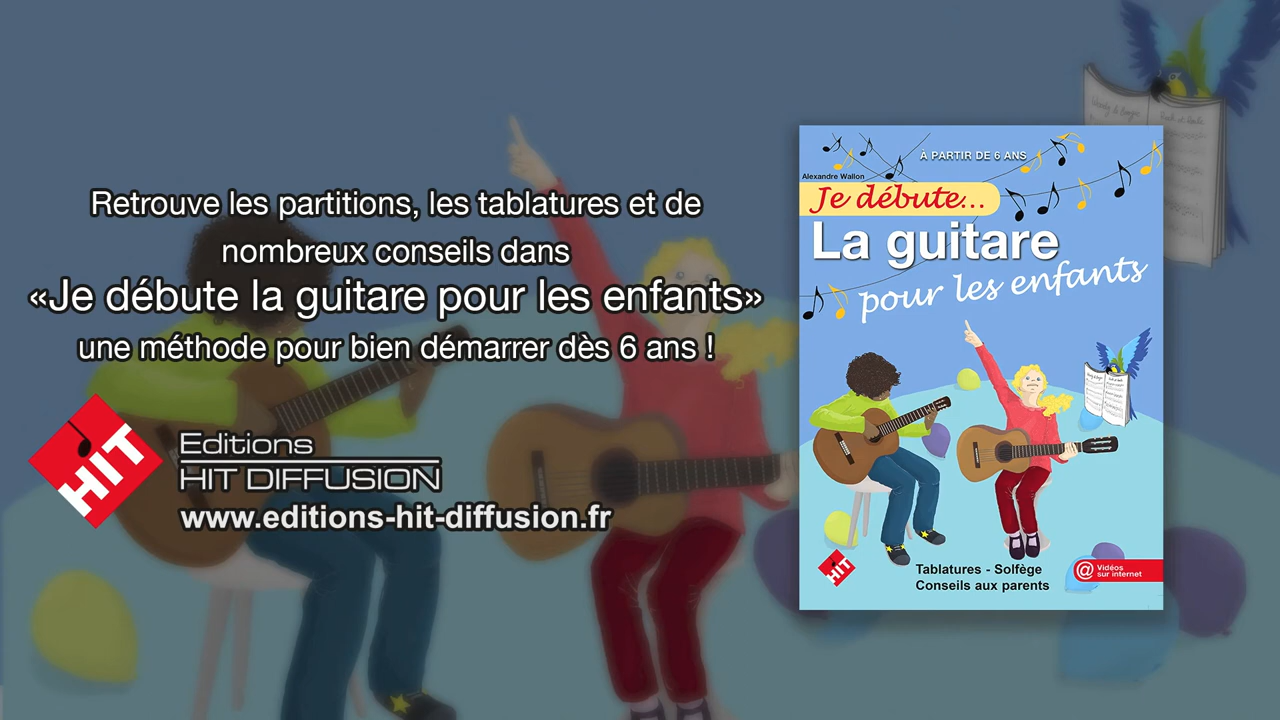 Retrouve les partitions, les tablatures et de
nombreux conseils dans
«Je débute la guitare pour les enfants»
une méthode pour bien démarrer dès 6 ans !
HIT
Editions
HIT DIFFUSION
www.editions-hit-diffusion.fr
À PARTIR DE 6 ANS
Alexandre Wallon
Je débute...
La guitare
pour les enfants
HIT
Tablatures - Solfège
Conseils aux parents
@ Vidéos
sur internet